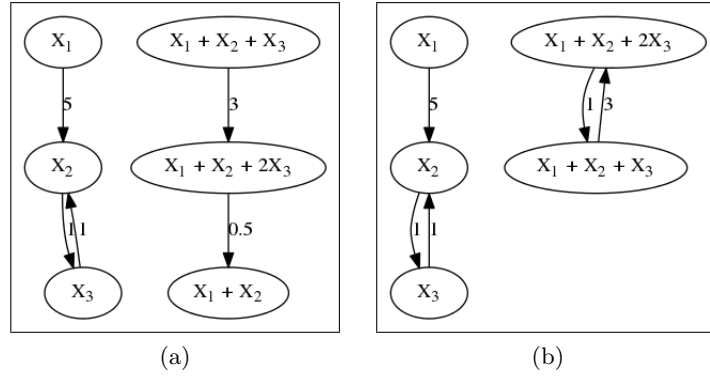 X₁
X₁ + X₂ + X₃
5
3
X₂
X₁ + X₂ + 2X₃
1
1
0.5
X₃
X₁ + X₂
(a)
X₁
X₁ + X₂ + 2X₃
5
1
3
X₂
X₁ + X₂ + X₃
1
1
X₃
(b)